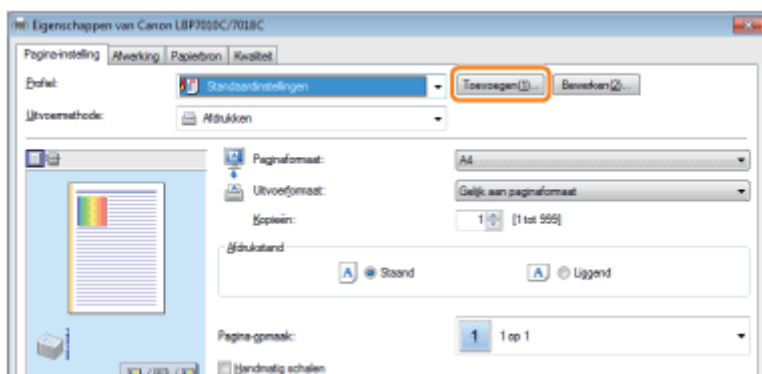 Eigenschappen van Canon LBP7010C/7018C
Pagina-instelling Afwerking Papierbron Kwaliteit
Profiel: Standaardinstellingen Toevoegen(1)... Bewerken(2)...
Uitvoermethode: Afdrukken
Paginaformaat: A4
Uitvoerformaat: Gelijk aan paginaformaat
Kopieën: 1 [1 tot 999]
Afdrukstand
A Staand A Liggend
Pagina-opmaak: 1 1 op 1
Handmatig schalen